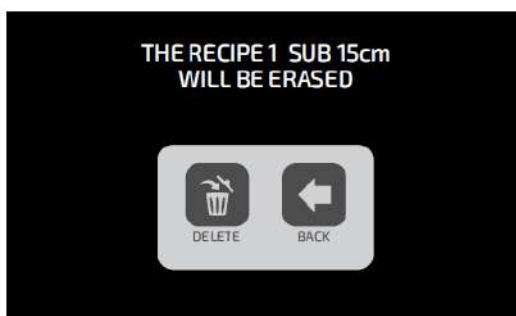 THE RECIPE 1 SUB 15cm
WILL BE ERASED
DELETE
BACK